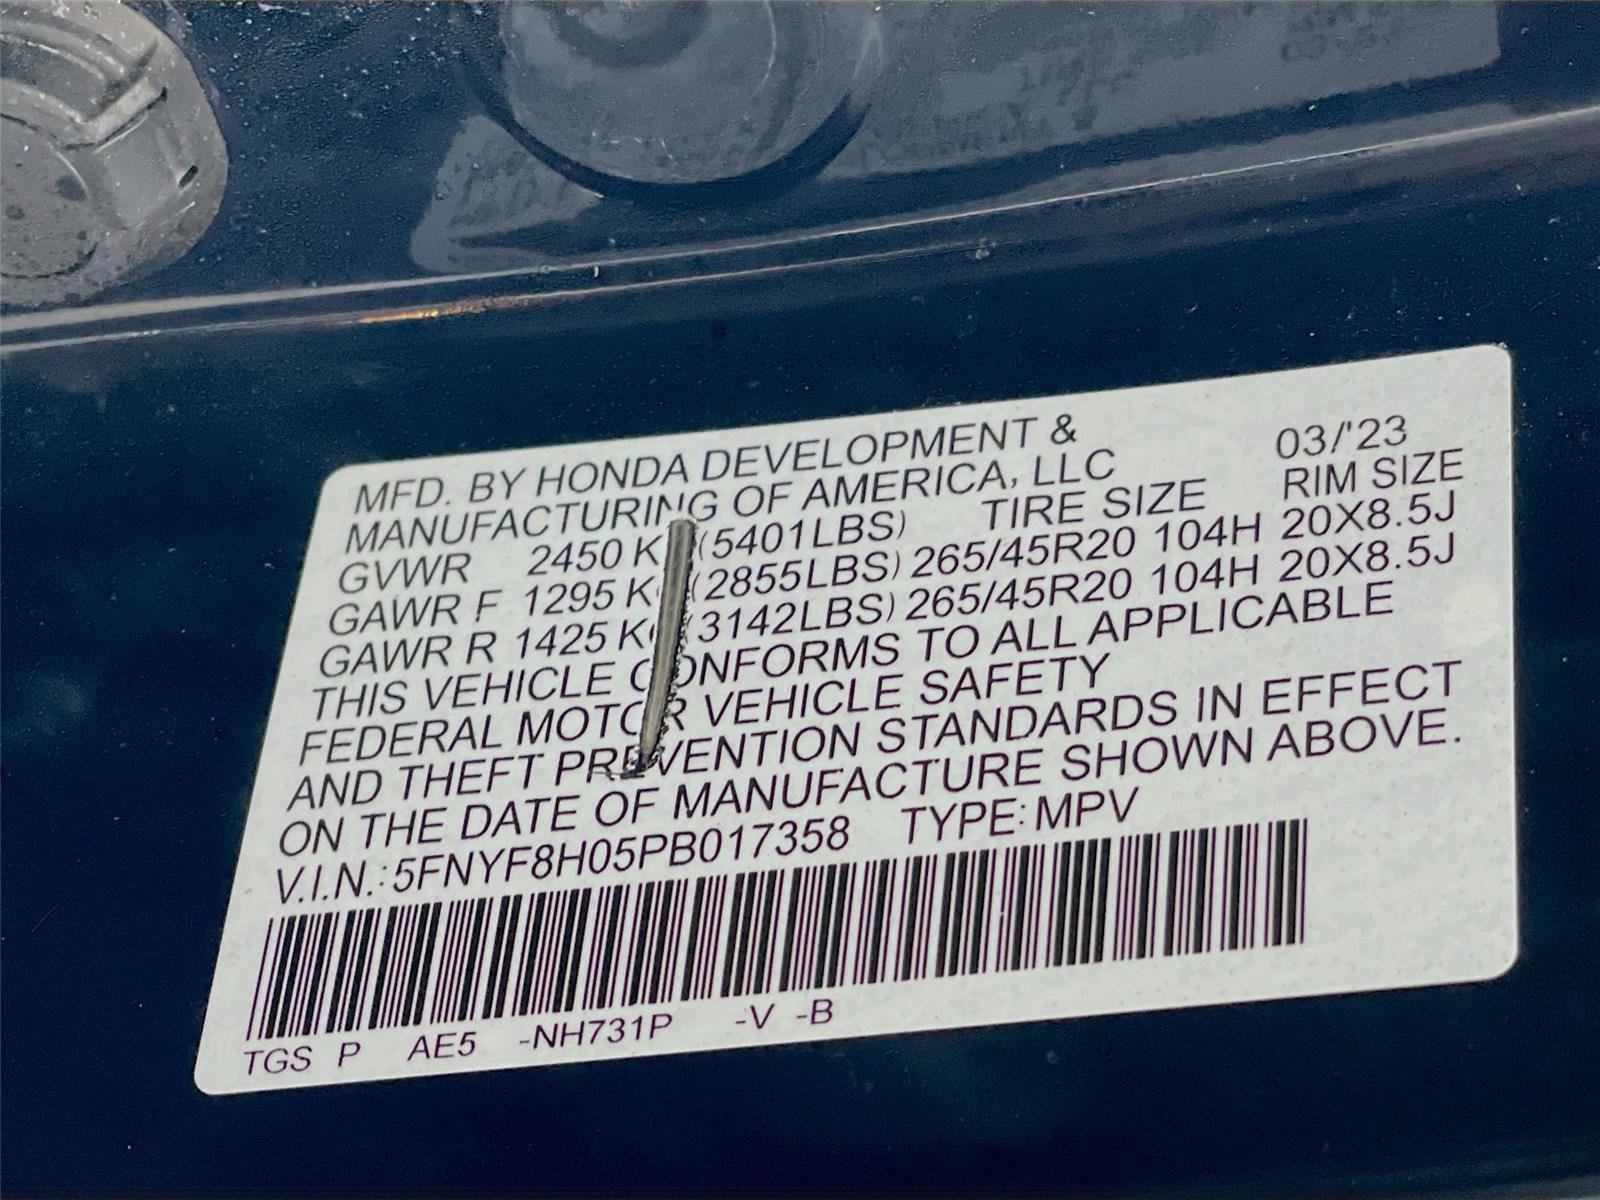 MFD. BY HONDA DEVELOPMENT & 03/'23
MANUFACTURING OF AMERICA, LLC
GVWR 2450 K (5401LBS) TIRE SIZE RIM SIZE
GAWR F 1295 K (2855LBS) 265/45R20 104H 20X8.5J
GAWR R 1425 K (3142LBS) 265/45R20 104H 20X8.5J
THIS VEHICLE CONFORMS TO ALL APPLICABLE
FEDERAL MOTOR VEHICLE SAFETY
AND THEFT PREVENTION STANDARDS IN EFFECT
ON THE DATE OF MANUFACTURE SHOWN ABOVE.
V.I.N.: 5FNYF8H05PB017358 TYPE: MPV
TGS P AE5 -NH731P -V -B